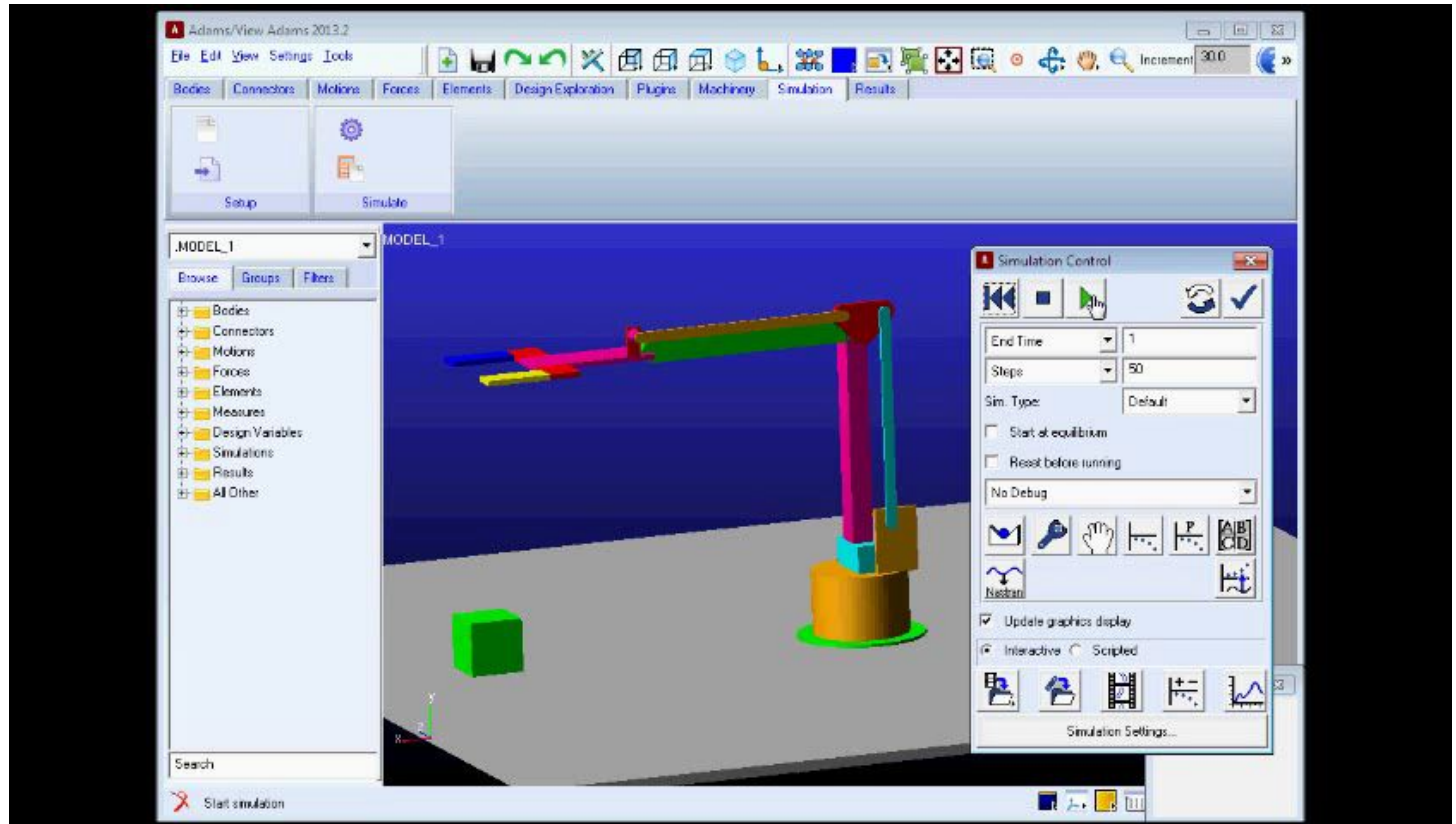 Adams/View Adams 2013.2
File Edit View Settings Tools
Increment 30.0
Bodies Connectors Motions Forces Elements Design Exploration Plugins Machinery Simulation Results
Setup Simulate
.MODEL_1
Browse Groups Filters
Bodies
Connectors
Motions
Forces
Elements
Measures
Design Variables
Simulations
Results
All Other
Search
Start simulation
MODEL_1
Y
Z
X
Simulation Control
End Time 1
Steps 50
Sim. Type: Default
Start at equilibrium
Reset before running
No Debug
P
A B
C D
Nastran
Update graphics display
Interactive Scripted
Simulation Settings...